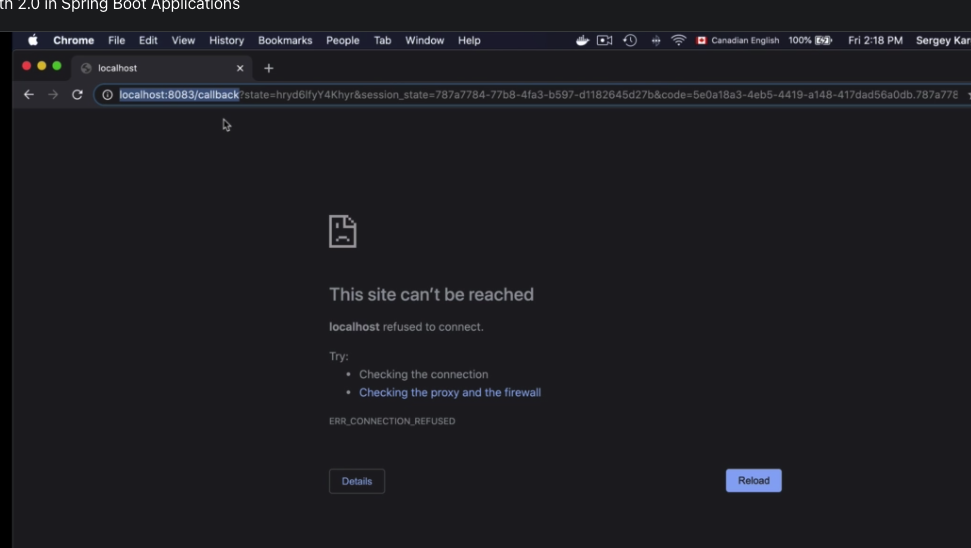 th 2.0 in Spring Boot Applications
Chrome File Edit View History Bookmarks People Tab Window Help Canadian English 100% Fri 2:18 PM Sergey Kar
localhost
localhost:8083/callback?state=hryd6IfyY4Khyr&session_state=787a7784-77b8-4fa3-b597-d1182645d27b&code=5e0a18a3-4eb5-4419-a148-417dad56a0db.787a778
This site can't be reached
localhost refused to connect.
Try:
• Checking the connection
• Checking the proxy and the firewall
ERR_CONNECTION_REFUSED
Details Reload